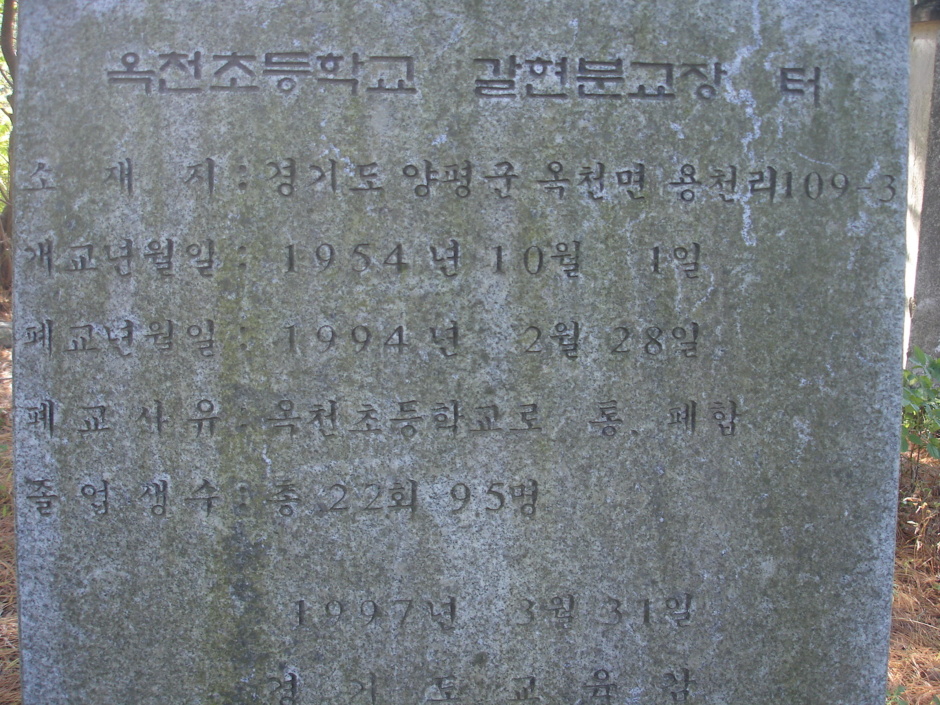 옥천초등학교 갈현분교장 터
소재지 : 경기도 양평군 옥천면 용천리109-3
개교년월일 : 1954년 10월 1일
폐교년월일 : 1994년 2월 28일
폐교사유 : 옥천초등학교로 통. 폐합
졸업생수 : 총 22회 95명
1997년 3월 31일
경기도교육감